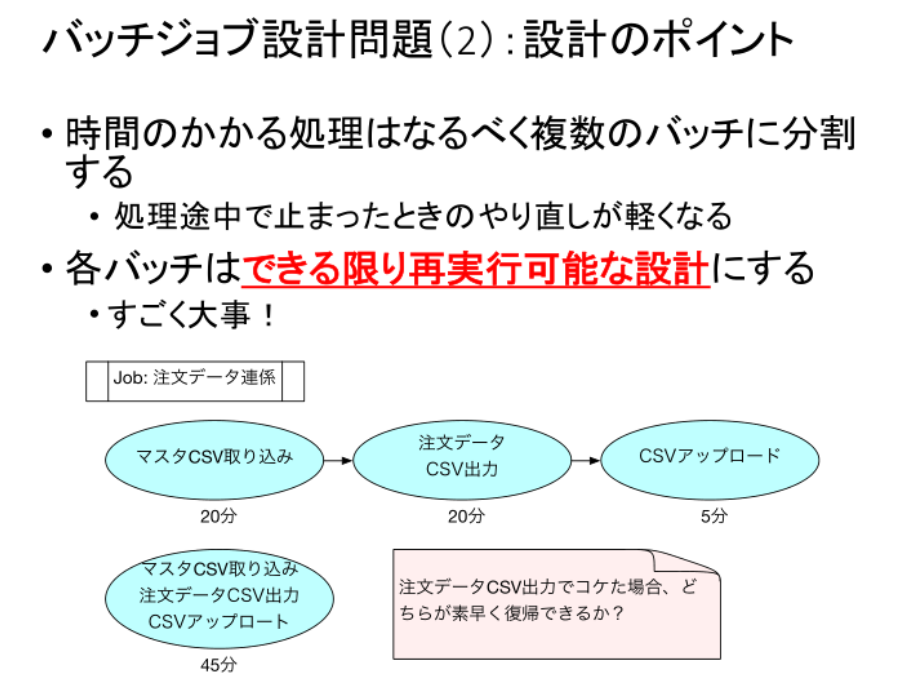 バッチジョブ設計問題(2):設計のポイント
• 時間のかかる処理はなるべく複数のバッチに分割
する
• 処理途中で止まったときのやり直しが軽くなる
• 各バッチはできる限り再実行可能な設計にする
• すごく大事！
Job: 注文データ連係
マスタCSV取り込み
注文データ
CSV出力
CSVアップロード
20分
20分
5分
マスタCSV取り込み
注文データCSV出力
CSVアップロート
45分
注文データCSV出力でコケた場合、ど
ちらが素早く復帰できるか？